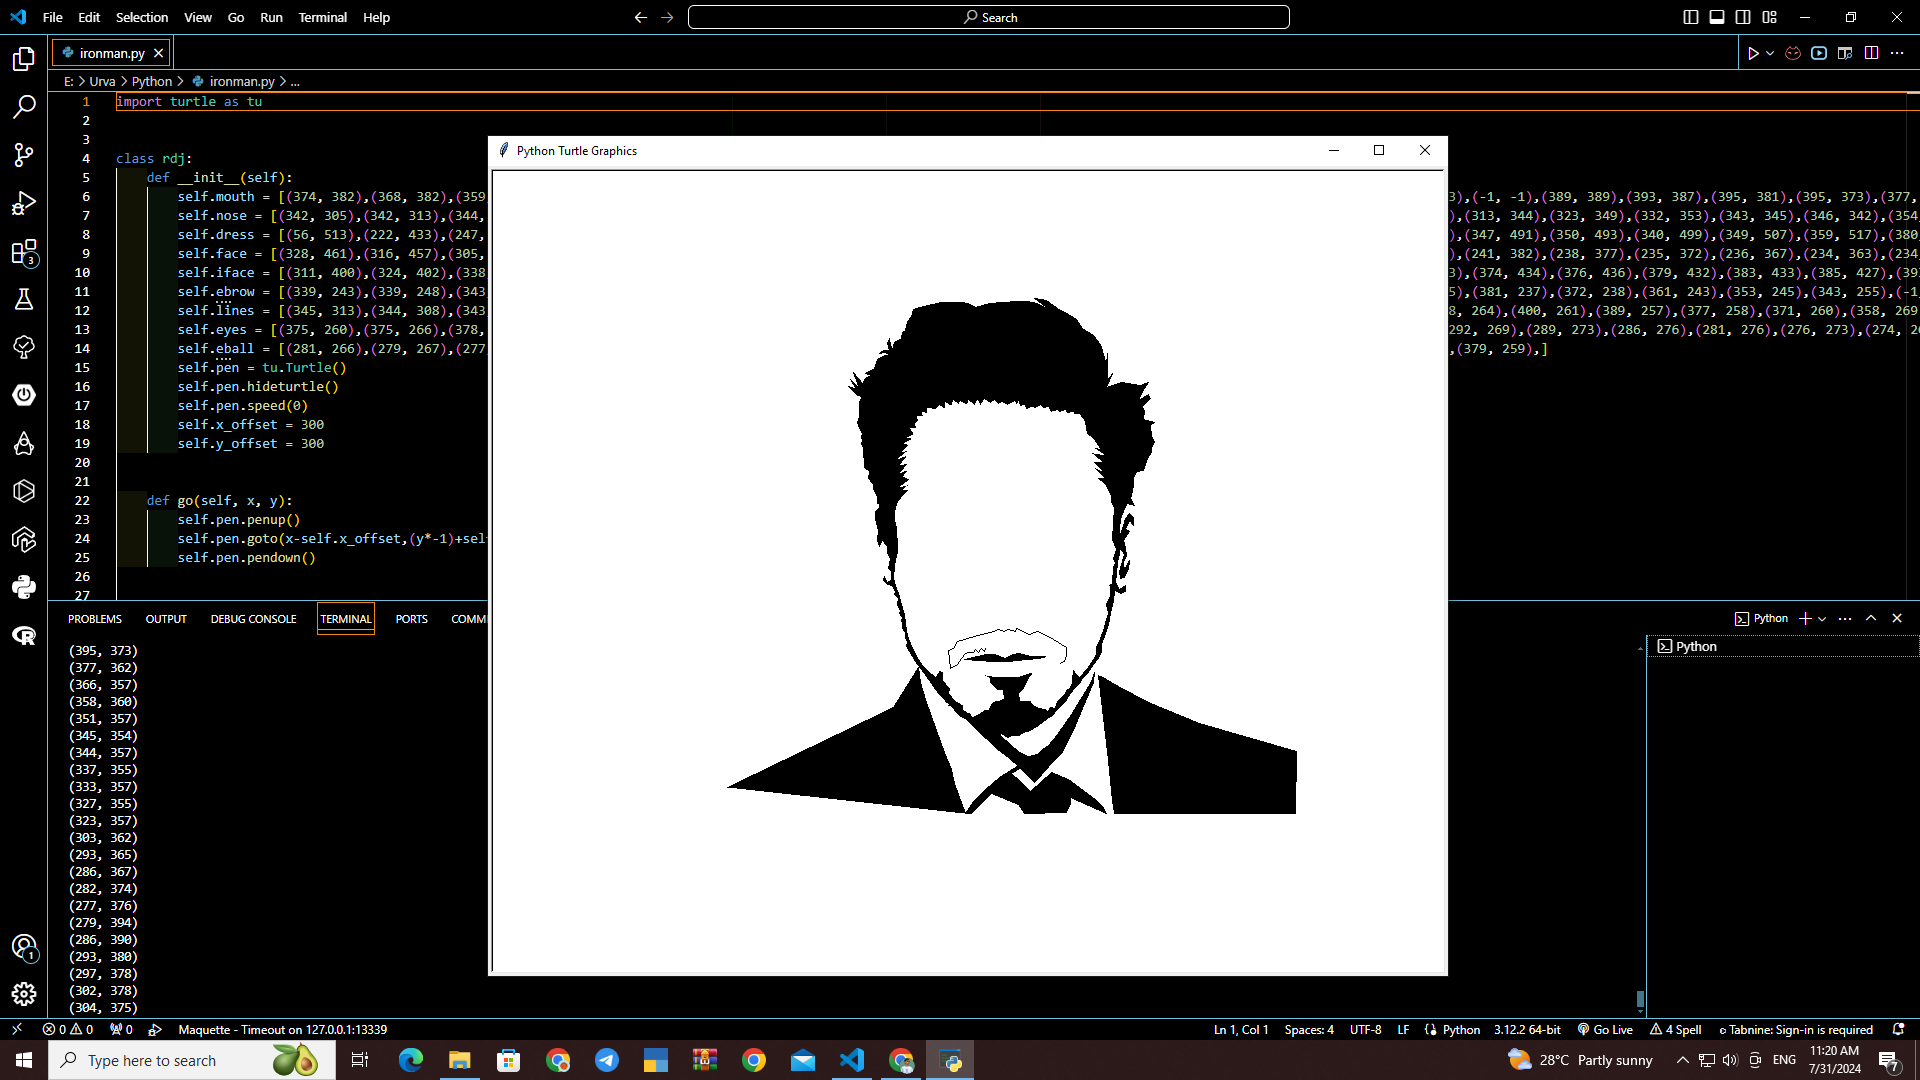 File Edit Selection View Go Run Terminal Help
Search
ironman.py
E: > Urva > Python > ironman.py > ...
1 import turtle as tu
2
3
4 class rdj:
5 def __init__(self):
6 self.mouth = [(374, 382),(368, 382),(359 3),(-1, -1),(389, 389),(393, 387),(395, 381),(395, 373),(377,
7 self.nose = [(342, 305),(342, 313),(344, ),(313, 344),(323, 349),(332, 353),(343, 345),(346, 342),(354,
8 self.dress = [(56, 513),(222, 433),(247, ),(347, 491),(350, 493),(340, 499),(349, 507),(359, 517),(380,
9 self.face = [(328, 461),(316, 457),(305, ),(241, 382),(238, 377),(235, 372),(236, 367),(234, 363),(234,
10 self.iface = [(311, 400),(324, 402),(338, 3),(374, 434),(376, 436),(379, 432),(383, 433),(385, 427),(393
11 self.ebrow = [(339, 243),(339, 248),(343, 5),(381, 237),(372, 238),(361, 243),(353, 245),(343, 255),(-1,
12 self.lines = [(345, 313),(344, 308),(343, 8, 264),(400, 261),(389, 257),(377, 258),(371, 260),(358, 269
13 self.eyes = [(375, 260),(375, 266),(378, 292, 269),(289, 273),(286, 276),(281, 276),(276, 273),(274, 26
14 self.eball = [(281, 266),(279, 267),(277, ,(379, 259),]
15 self.pen = tu.Turtle()
16 self.pen.hideturtle()
17 self.pen.speed(0)
18 self.x_offset = 300
19 self.y_offset = 300
20
21
22 def go(self, x, y):
23 self.pen.penup()
24 self.pen.goto(x-self.x_offset,(y*-1)+sel
25 self.pen.pendown()
26
27
Python Turtle Graphics
PROBLEMS OUTPUT DEBUG CONSOLE TERMINAL PORTS COMM
Python
Python
(395, 373)
(377, 362)
(366, 357)
(358, 360)
(351, 357)
(345, 354)
(344, 357)
(337, 355)
(333, 357)
(327, 355)
(323, 357)
(303, 362)
(293, 365)
(286, 367)
(282, 374)
(277, 376)
(279, 394)
(286, 390)
(293, 380)
(297, 378)
(302, 378)
(304, 375)
3
1
0 0 0 Maquette - Timeout on 127.0.0.1:13339 Ln 1, Col 1 Spaces: 4 UTF-8 LF Python 3.12.2 64-bit Go Live 4 Spell Tabnine: Sign-in is required
Type here to search
28°C Partly sunny ENG 11:20 AM
7/31/2024
7